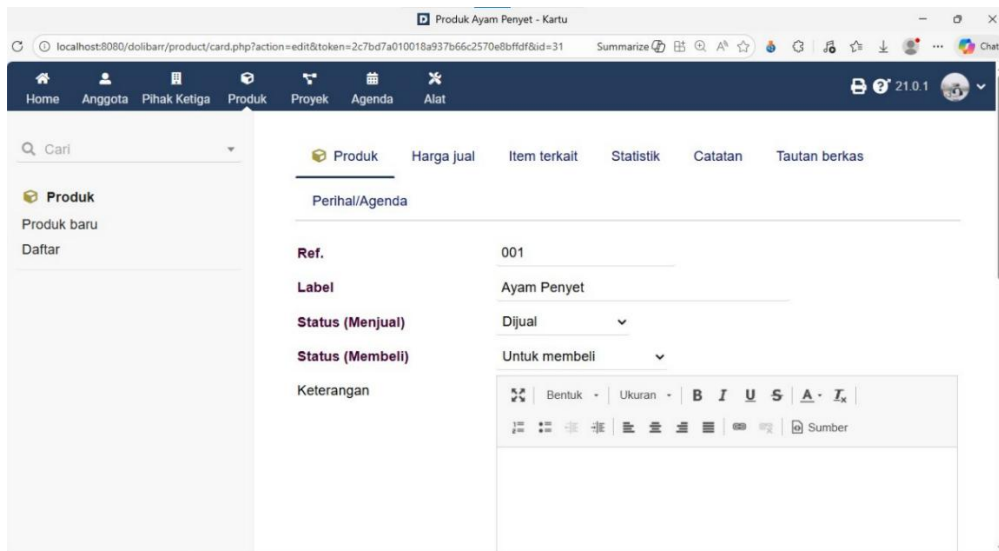 Produk Ayam Penyet - Kartu
localhost:8080/dolibarr/product/card.php?action=edit&token=2c7bd7a010018a937b66c2570e8bffdf&id=31
Summarize
Chat
Home Anggota Pihak Ketiga Produk Proyek Agenda Alat
21.0.1
Cari
Produk
Produk baru
Daftar
Produk Harga jual Item terkait Statistik Catatan Tautan berkas
Perihal/Agenda
Ref. 001
Label Ayam Penyet
Status (Menjual) Dijual
Status (Membeli) Untuk membeli
Keterangan
Bentuk Ukuran B I U S A Tx
Sumber